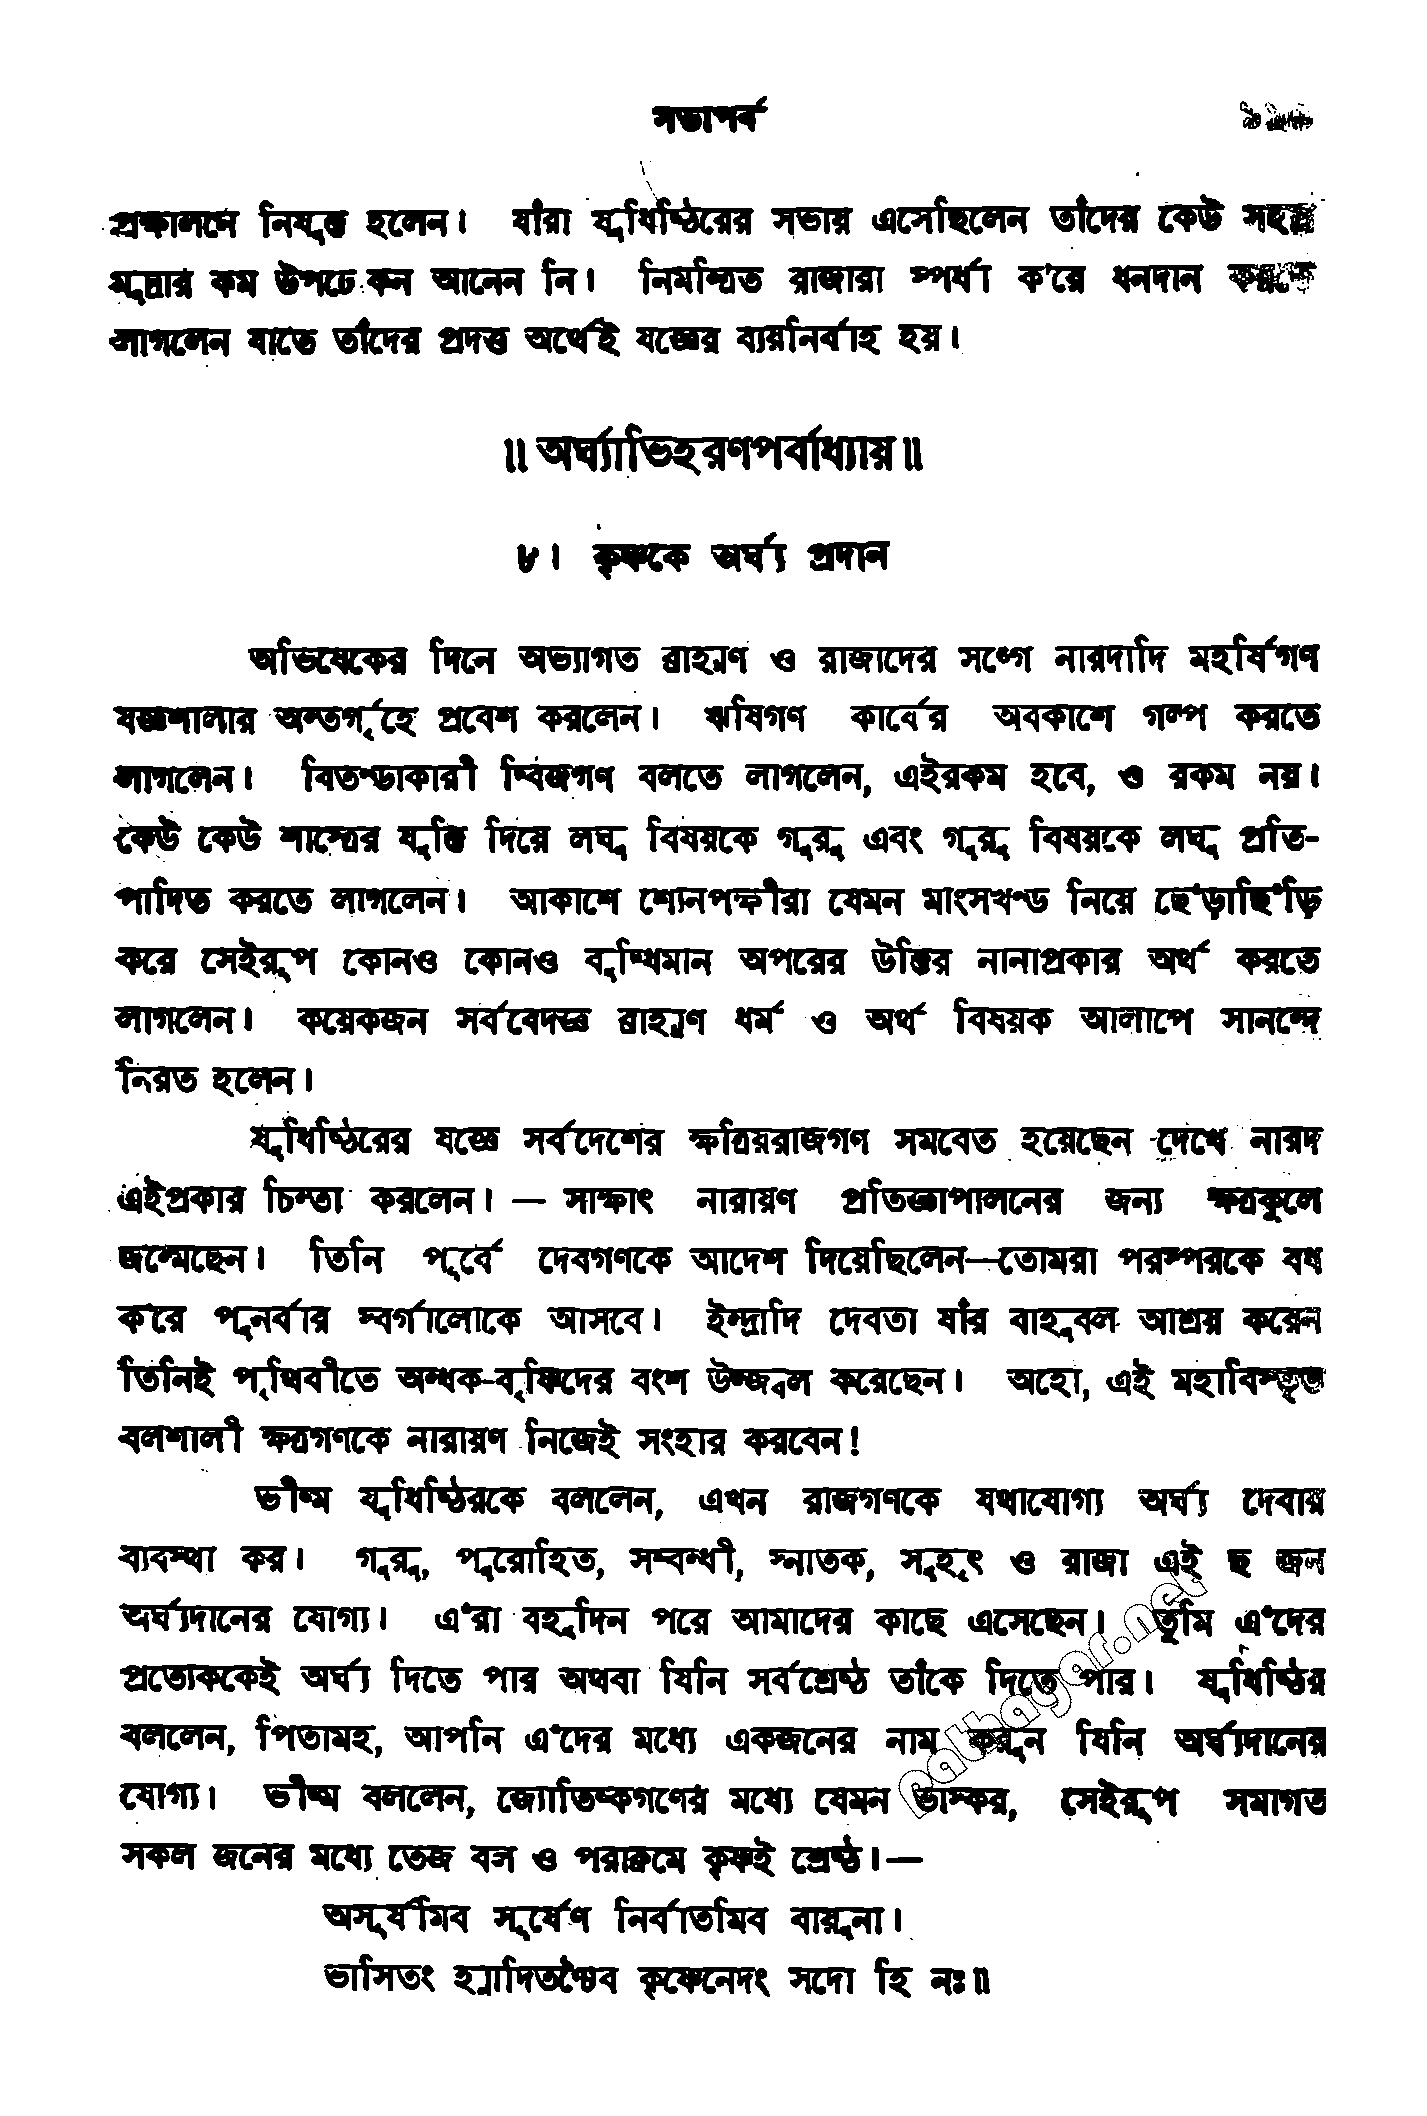 সভাপর্ব
প্রক্ষালনে নিযুক্ত হলেন। যাঁরা যুধিষ্ঠিরের সভায় এসেছিলেন তাঁদের কেউ সহস্র
মুদ্রার কম উপঢৌকন আনেন নি। নিমন্ত্রিত রাজারা স্পর্ধা ক'রে ধনদান করতে
লাগলেন যাতে তাঁদের প্রদত্ত অর্থেই যজ্ঞের ব্যয়নির্বাহ হয়।
॥ অর্ঘ্যাভিহরণপর্বাধ্যায় ॥
৮। কৃষ্ণকে অর্ঘ্য প্রদান
অভিষেকের দিনে অভ্যাগত ব্রাহ্মণ ও রাজাদের সঙ্গে নারদাদি মহর্ষিগণ
যজ্ঞশালার অন্তর্গৃহে প্রবেশ করলেন। ঋষিগণ কার্যের অবকাশে গল্প করতে
লাগলেন। বিতণ্ডাকারী দ্বিজগণ বলতে লাগলেন, এইরকম হবে, ও রকম নয়।
কেউ কেউ শাস্ত্রের যুক্তি দিয়ে লঘু বিষয়কে গুরু এবং গুরু বিষয়কে লঘু প্রতি-
পাদিত করতে লাগলেন। আকাশে শ্যেনপক্ষীরা যেমন মাংসখণ্ড নিয়ে ছেঁড়াছিঁড়ি
করে সেইরূপ কোনও কোনও বুদ্ধিমান অপরের উক্তির নানাপ্রকার অর্থ করতে
লাগলেন। কয়েকজন সর্ববেদজ্ঞ ব্রাহ্মণ ধর্ম ও অর্থ বিষয়ক আলাপে সানন্দে
নিরত হলেন।
যুধিষ্ঠিরের যজ্ঞে সর্বদেশের ক্ষত্রিয়রাজগণ সমবেত হয়েছেন দেখে নারদ
এইপ্রকার চিন্তা করলেন। — সাক্ষাৎ নারায়ণ প্রতিজ্ঞাপালনের জন্য ক্ষত্রকুলে
জন্মেছেন। তিনি পূর্বে দেবগণকে আদেশ দিয়েছিলেন—তোমরা পরস্পরকে বধ
ক'রে পুনর্বার স্বর্গলোকে আসবে। ইন্দ্রাদি দেবতা যাঁর বাহুবল আশ্রয় করেন
তিনিই পৃথিবীতে অন্ধক-বৃষ্ণিদের বংশ উজ্জ্বল করেছেন। অহো, এই মহাবিস্তৃত
বলশালী ক্ষত্রগণকে নারায়ণ নিজেই সংহার করবেন!
ভীষ্ম যুধিষ্ঠিরকে বললেন, এখন রাজগণকে যথাযোগ্য অর্ঘ্য দেবার
ব্যবস্থা কর। গুরু, পুরোহিত, সম্বন্ধী, স্নাতক, সুহৃৎ ও রাজা এই ছ জন
অর্ঘ্যদানের যোগ্য। এঁরা বহুদিন পরে আমাদের কাছে এসেছেন। তুমি এঁদের
প্রত্যেককেই অর্ঘ্য দিতে পার অথবা যিনি সর্বশ্রেষ্ঠ তাঁকে দিতে পার। যুধিষ্ঠির
বললেন, পিতামহ, আপনি এঁদের মধ্যে একজনের নাম করুন যিনি অর্ঘ্যদানের
যোগ্য। ভীষ্ম বললেন, জ্যোতিষ্কগণের মধ্যে যেমন ভাস্কর, সেইরূপ সমাগত
সকল জনের মধ্যে তেজ বল ও পরাক্রমে কৃষ্ণই শ্রেষ্ঠ।—
অসূর্যমিব সূর্যেণ নির্বাতমিব বায়ুনা।
ভাসিতং হ্লাদিতঞ্চৈব কৃষ্ণেনেদং সদো হি নঃ॥
Pathagar.net